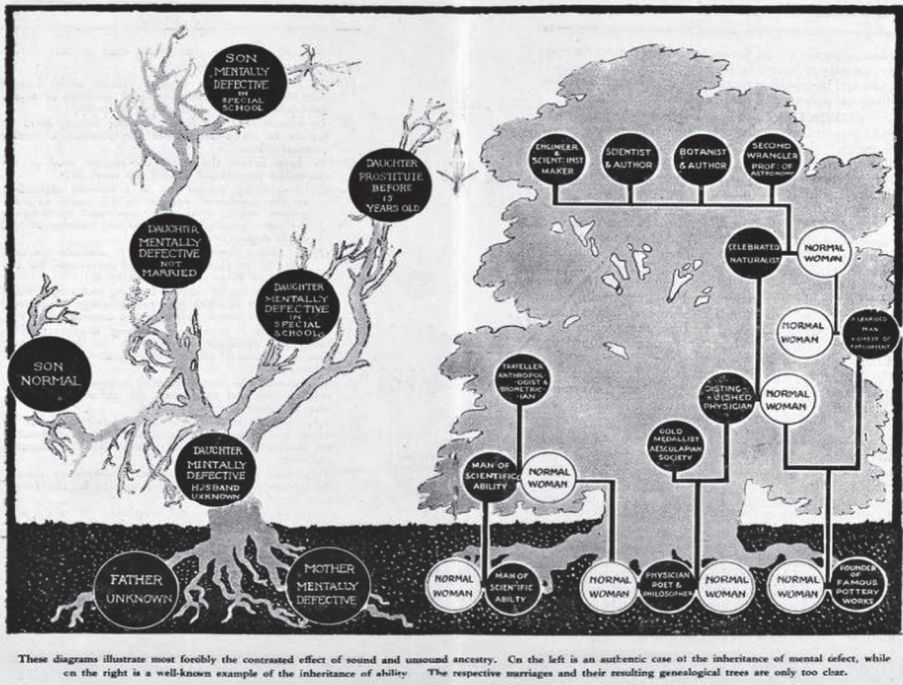 SON
MENTALLY
DEFECTIVE
IN
SPECIAL
SCHOOL
DAUGHTER
PROSTITUTE
BEFORE
15
YEARS OLD
DAUGHTER
MENTALLY
DEFECTIVE
NOT
MARRIED
DAUGHTER
MENTALLY
DEFECTIVE
IN
SPECIAL
SCHOOL
SON
NORMAL
DAUGHTER
MENTALLY
DEFECTIVE
HUSBAND
UNKNOWN
FATHER
UNKNOWN
MOTHER
MENTALLY
DEFECTIVE
ENGINEER
&
SCIENT: INST
MAKER
SCIENTIST
& AUTHOR
BOTANIST
& AUTHOR
SECOND
WRANGLER
PROF: OF
ASTRONOMY
CELEBRATED
NATURALIST
NORMAL
WOMAN
NORMAL
WOMAN
A LEARNED
MAN
MEMBER OF
PARLIAMENT
TRAVELLER
ANTHROPOL-
-OGIST &
BIOMETRIC-
-IAN
DISTING-
-UISHED
PHYSICIAN
NORMAL
WOMAN
GOLD
MEDALLIST
AESCULAPIAN
SOCIETY
MAN OF
SCIENTIFIC
ABILITY
NORMAL
WOMAN
NORMAL
WOMAN
MAN OF
SCIENTIFIC
ABILTY
NORMAL
WOMAN
PHYSICIAN
POET &
PHILOSOPHER
NORMAL
WOMAN
NORMAL
WOMAN
FOUNDER
OF
FAMOUS
POTTERY
WORKS
These diagrams illustrate most forcibly the contrasted effect of sound and unsound ancestry. On the left is an authentic case of the inheritance of mental defect, while
on the right is a well-known example of the inheritance of ability. The respective marriages and their resulting genealogical trees are only too clear.